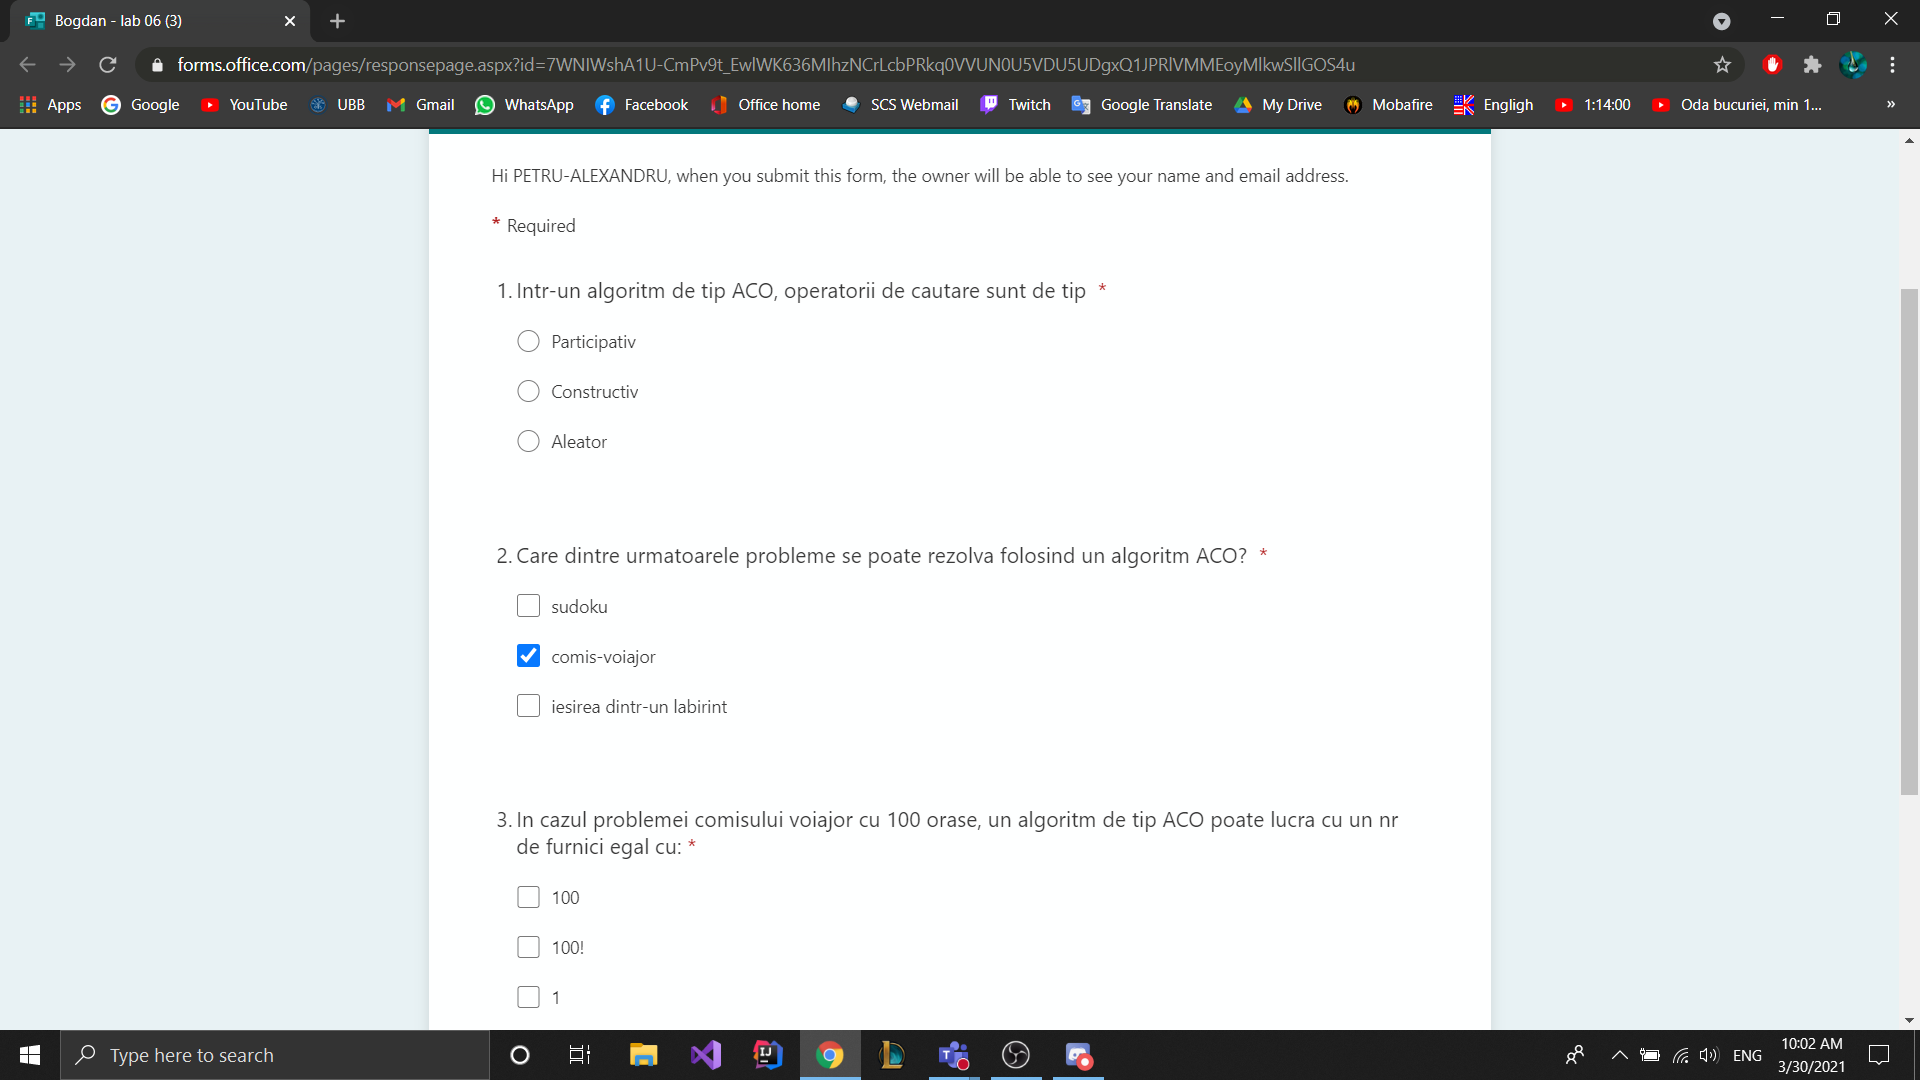 Bogdan - lab 06 (3)
forms.office.com/pages/responsepage.aspx?id=7WNIWshA1U-CmPv9t_EwlWK636MIhzNCrLcbPRkq0VVUN0U5VDU5UDgxQ1JPRlVMMEoyMlkwSllGOS4u
Apps Google YouTube UBB Gmail WhatsApp Facebook Office home SCS Webmail Twitch Google Translate My Drive Mobafire Engligh 1:14:00 Oda bucuriei, min 1... »
Hi PETRU-ALEXANDRU, when you submit this form, the owner will be able to see your name and email address.
* Required
1. Intr-un algoritm de tip ACO, operatorii de cautare sunt de tip *
Participativ
Constructiv
Aleator
2. Care dintre urmatoarele probleme se poate rezolva folosind un algoritm ACO? *
sudoku
comis-voiajor
iesirea dintr-un labirint
3. In cazul problemei comisului voiajor cu 100 orase, un algoritm de tip ACO poate lucra cu un nr
de furnici egal cu: *
100
100!
1
Type here to search
ENG
10:02 AM
3/30/2021